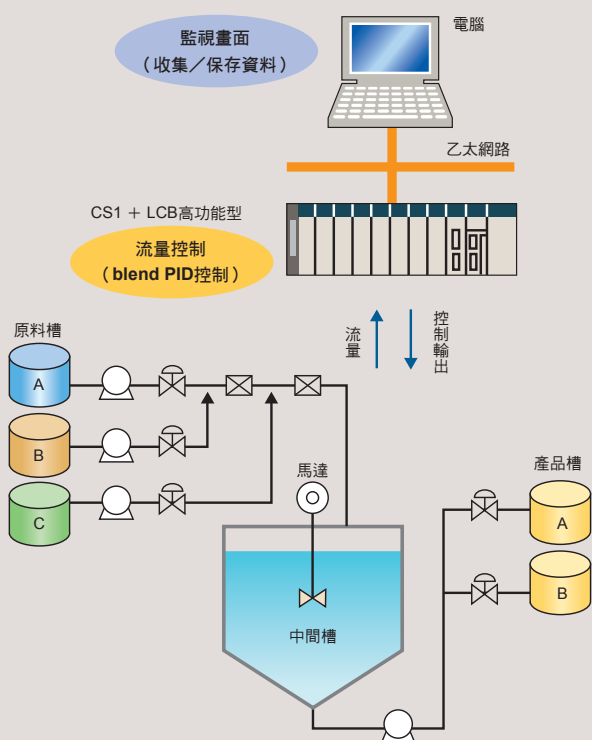 監視畫面
（收集／保存資料）
電腦
乙太網路
CS1 + LCB高功能型
流量控制
（blend PID控制）
流量
控制輸出
原料槽
A
B
C
馬達
中間槽
產品槽
A
B